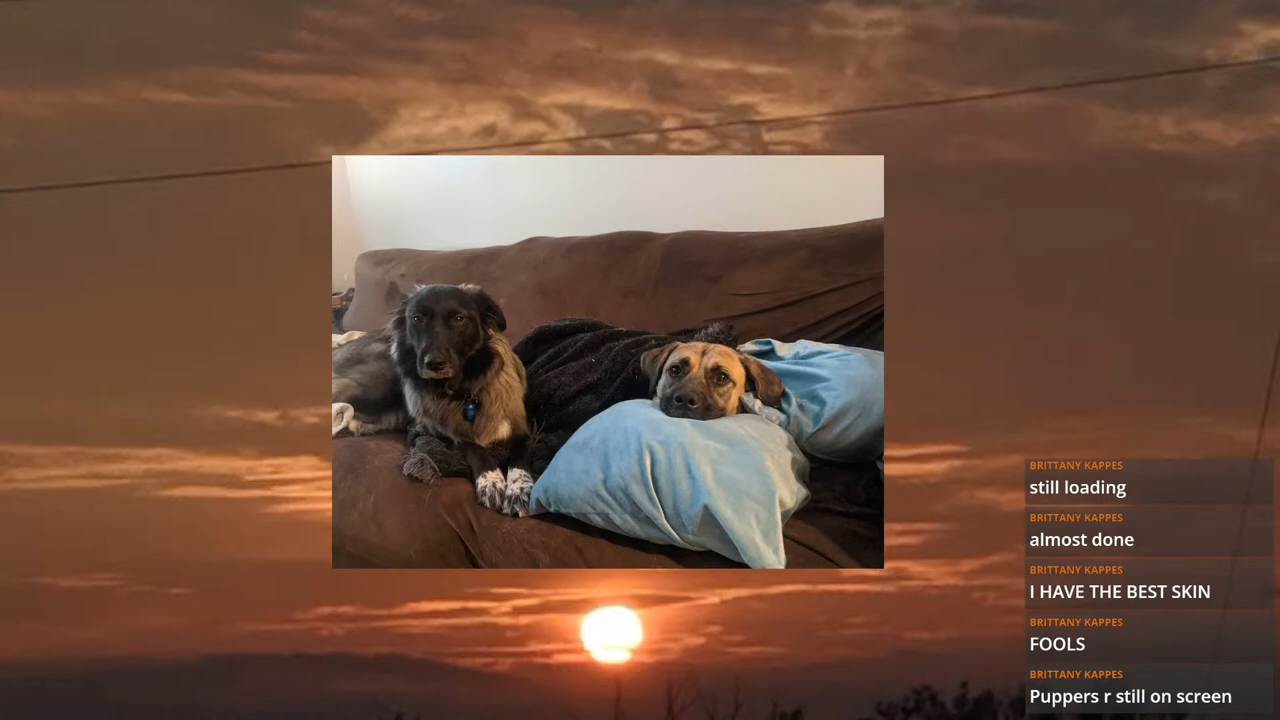 BRITTANY KAPPES
still loading
BRITTANY KAPPES
almost done
BRITTANY KAPPES
I HAVE THE BEST SKIN
BRITTANY KAPPES
FOOLS
BRITTANY KAPPES
Puppers r still on screen